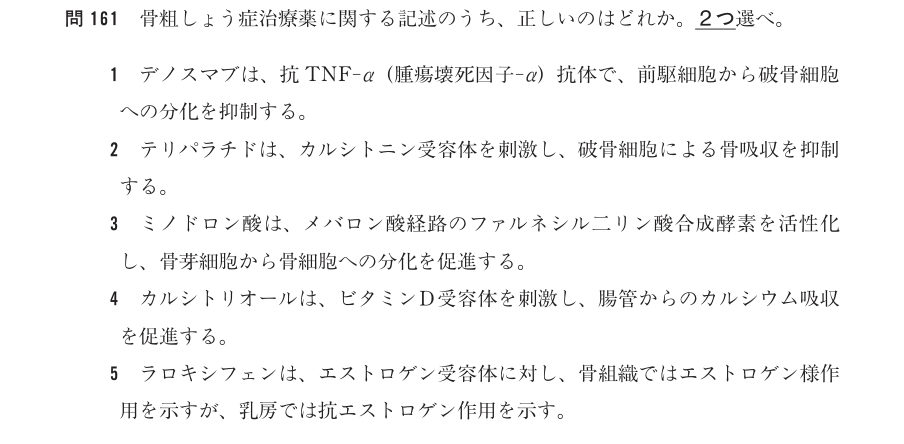 問 161　骨粗しょう症治療薬に関する記述のうち、正しいのはどれか。２つ選べ。
1　デノスマブは、抗 TNF-α（腫瘍壊死因子-α）抗体で、前駆細胞から破骨細胞
への分化を抑制する。
2　テリパラチドは、カルシトニン受容体を刺激し、破骨細胞による骨吸収を抑制
する。
3　ミノドロン酸は、メバロン酸経路のファルネシル二リン酸合成酵素を活性化
し、骨芽細胞から骨細胞への分化を促進する。
4　カルシトリオールは、ビタミンＤ受容体を刺激し、腸管からのカルシウム吸収
を促進する。
5　ラロキシフェンは、エストロゲン受容体に対し、骨組織ではエストロゲン様作
用を示すが、乳房では抗エストロゲン作用を示す。